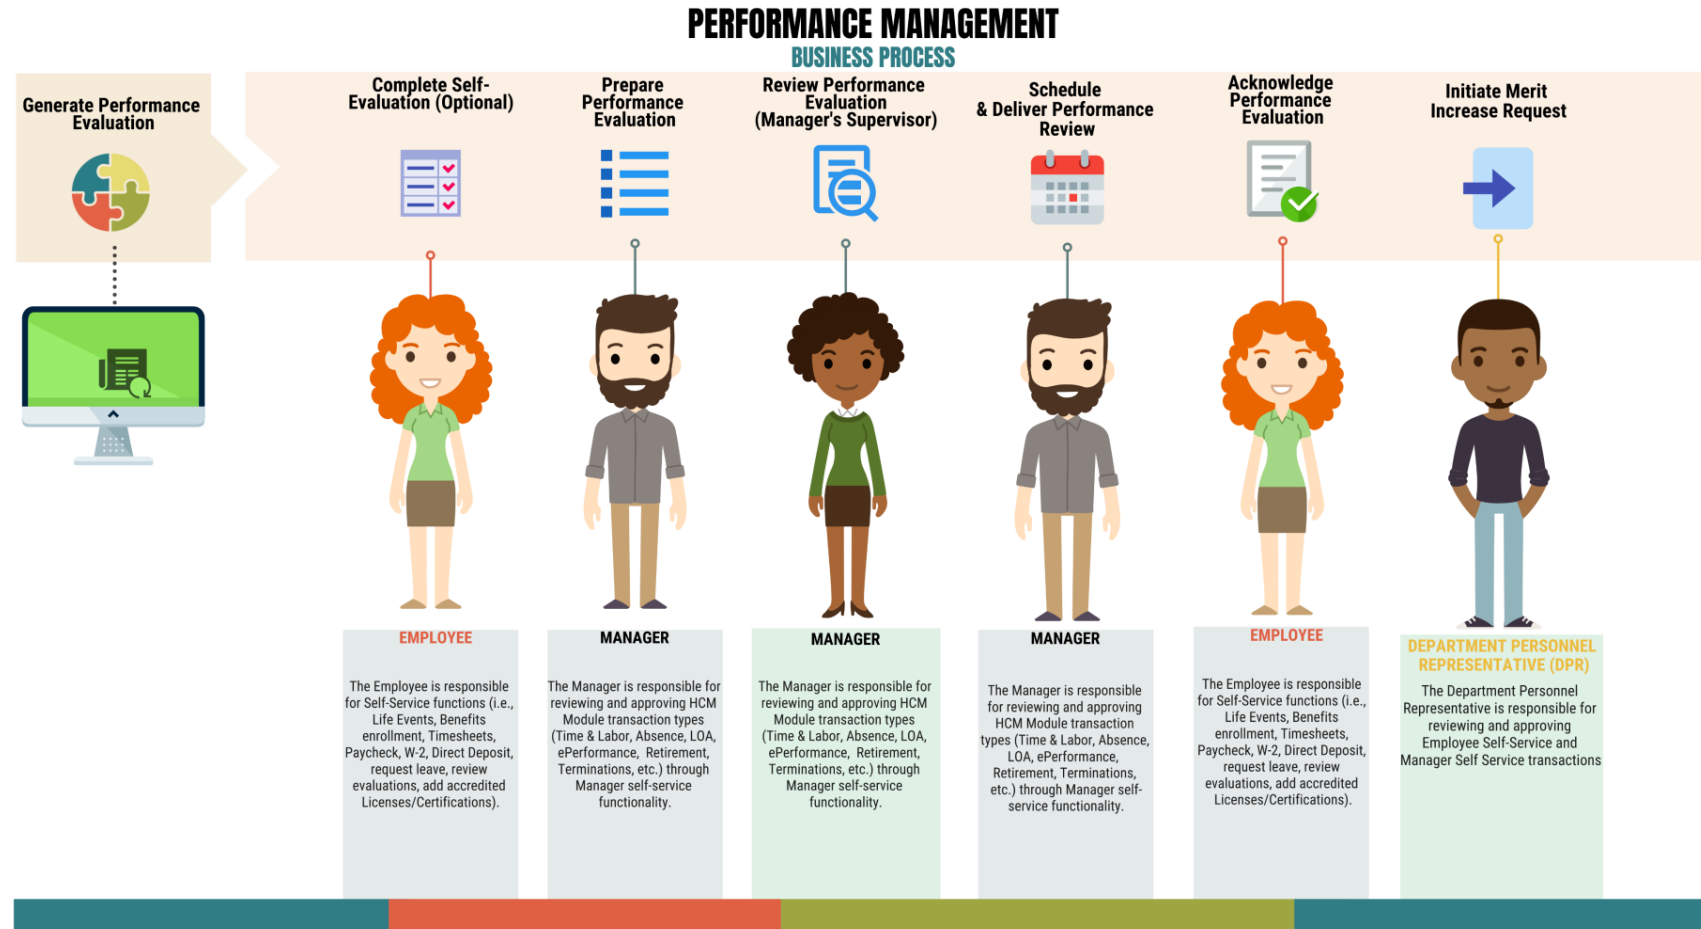 PERFORMANCE MANAGEMENT
BUSINESS PROCESS
Generate Performance
Evaluation
Complete Self-
Evaluation (Optional)
Prepare
Performance
Evaluation
Review Performance
Evaluation
(Manager's Supervisor)
Schedule
& Deliver Performance
Review
Acknowledge
Performance
Evaluation
Initiate Merit
Increase Request
EMPLOYEE
The Employee is responsible
for Self-Service functions (i.e.,
Life Events, Benefits
enrollment, Timesheets,
Paycheck, W-2, Direct Deposit,
request leave, review
evaluations, add accredited
Licenses/Certifications).
MANAGER
The Manager is responsible for
reviewing and approving HCM
Module transaction types
(Time & Labor, Absence, LOA,
ePerformance, Retirement,
Terminations, etc.) through
Manager self-service
functionality.
MANAGER
The Manager is responsible for
reviewing and approving HCM
Module transaction types
(Time & Labor, Absence, LOA,
ePerformance, Retirement,
Terminations, etc.) through
Manager self-service
functionality.
MANAGER
The Manager is responsible
for reviewing and approving
HCM Module transaction
types (Time & Labor, Absence,
LOA, ePerformance,
Retirement, Terminations,
etc.) through Manager self-
service functionality.
EMPLOYEE
The Employee is responsible
for Self-Service functions (i.e.,
Life Events, Benefits
enrollment, Timesheets,
Paycheck, W-2, Direct Deposit,
request leave, review
evaluations, add accredited
Licenses/Certifications).
DEPARTMENT PERSONNEL
REPRESENTATIVE (DPR)
The Department Personnel
Representative is responsible for
reviewing and approving
Employee Self-Service and
Manager Self Service transactions